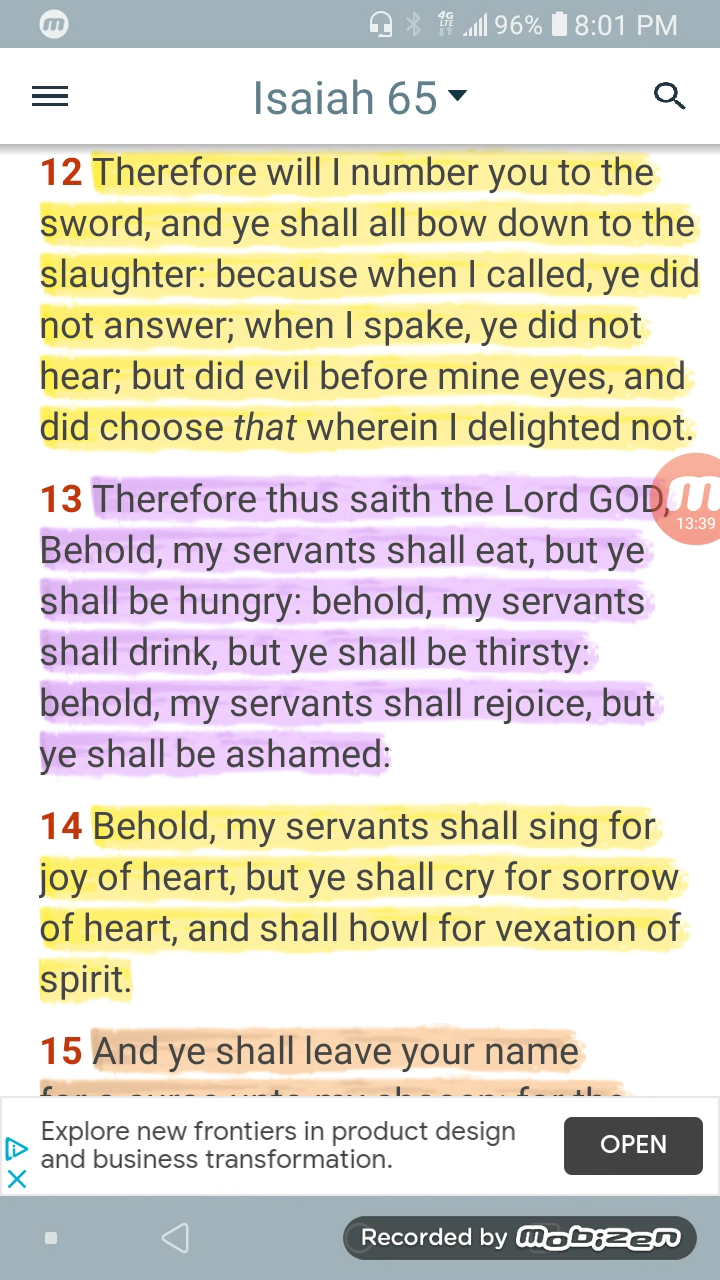 96% 8:01 PM
Isaiah 65
12 Therefore will I number you to the
sword, and ye shall all bow down to the
slaughter: because when I called, ye did
not answer; when I spake, ye did not
hear; but did evil before mine eyes, and
did choose that wherein I delighted not.
13 Therefore thus saith the Lord GOD,
13:39
Behold, my servants shall eat, but ye
shall be hungry: behold, my servants
shall drink, but ye shall be thirsty:
behold, my servants shall rejoice, but
ye shall be ashamed:
14 Behold, my servants shall sing for
joy of heart, but ye shall cry for sorrow
of heart, and shall howl for vexation of
spirit.
15 And ye shall leave your name
for a curse unto my chosen: for the
Explore new frontiers in product design
and business transformation.
OPEN
Recorded by mobizen